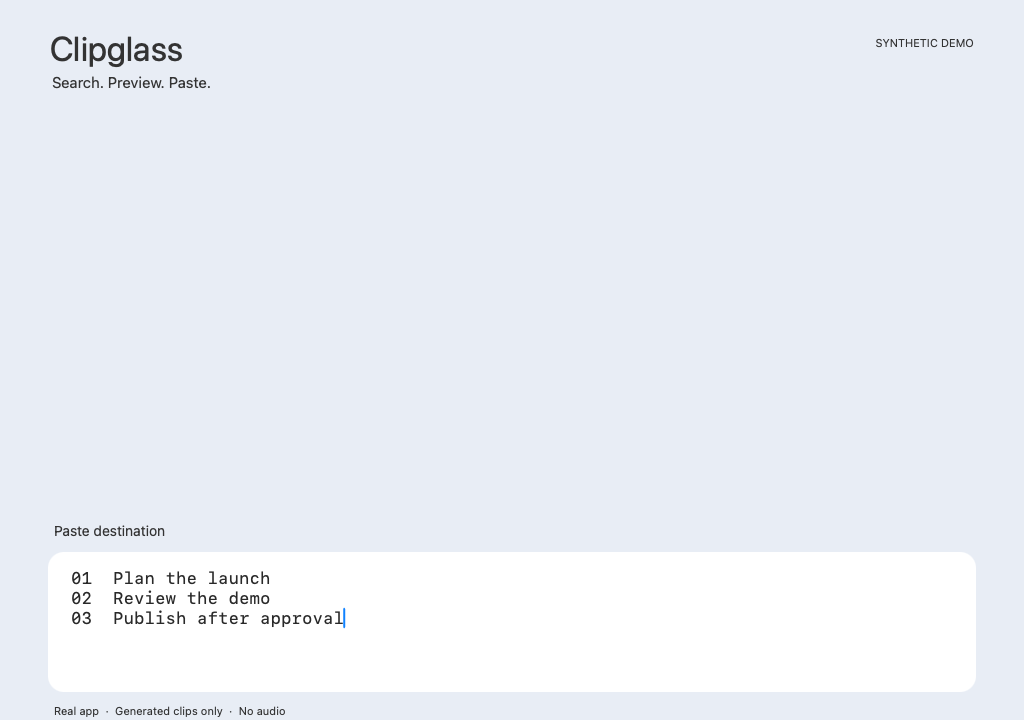 Clipglass
SYNTHETIC DEMO
Search. Preview. Paste.
Paste destination
01  Plan the launch
02  Review the demo
03  Publish after approval
Real app · Generated clips only · No audio